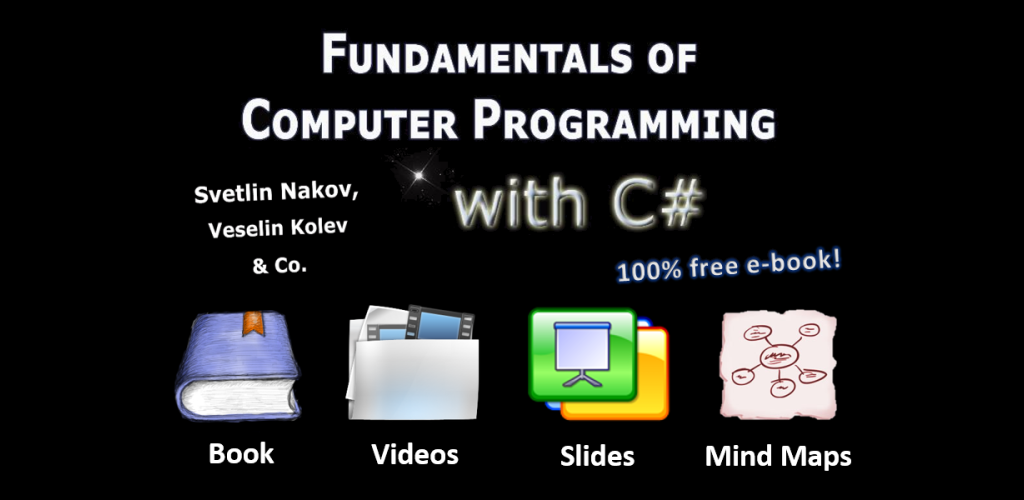 Fundamentals of
Computer Programming
with C#
Svetlin Nakov,
Veselin Kolev
& Co.
100% free e-book!
Book
Videos
Slides
Mind Maps